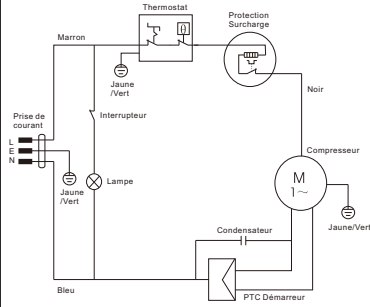 Thermostat
Protection
Surcharge
Marron
Jaune
/Vert
Noir
Interrupteur
Prise de
courant
L
E
N
Compresseur
M
1~
Lampe
Jaune
/Vert
Jaune/Vert
Condensateur
Bleu
PTC Démarreur